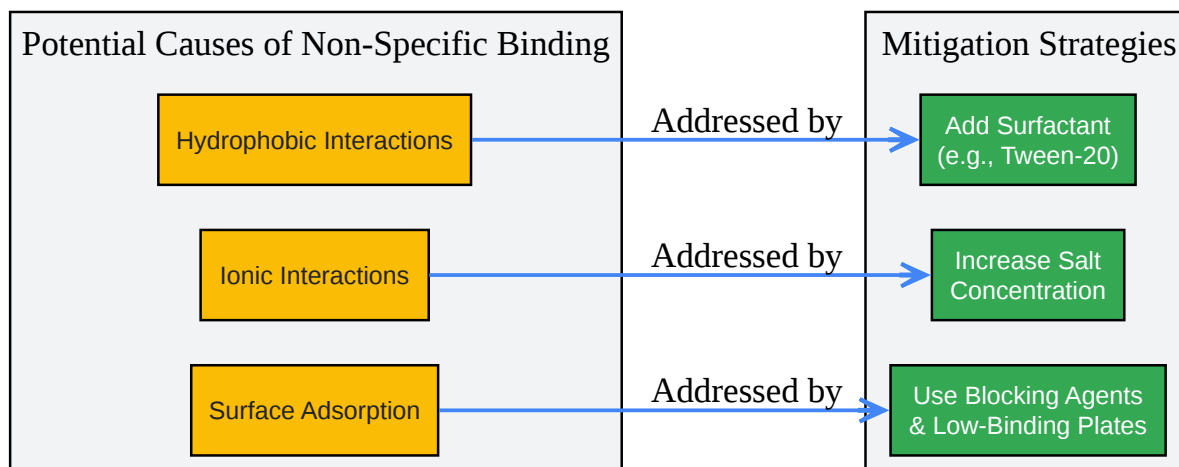 Potential Causes of Non-Specific Binding
Mitigation Strategies
Hydrophobic Interactions
Addressed by
Add Surfactant
(e.g., Tween-20)
Ionic Interactions
Addressed by
Increase Salt
Concentration
Surface Adsorption
Addressed by
Use Blocking Agents
& Low-Binding Plates